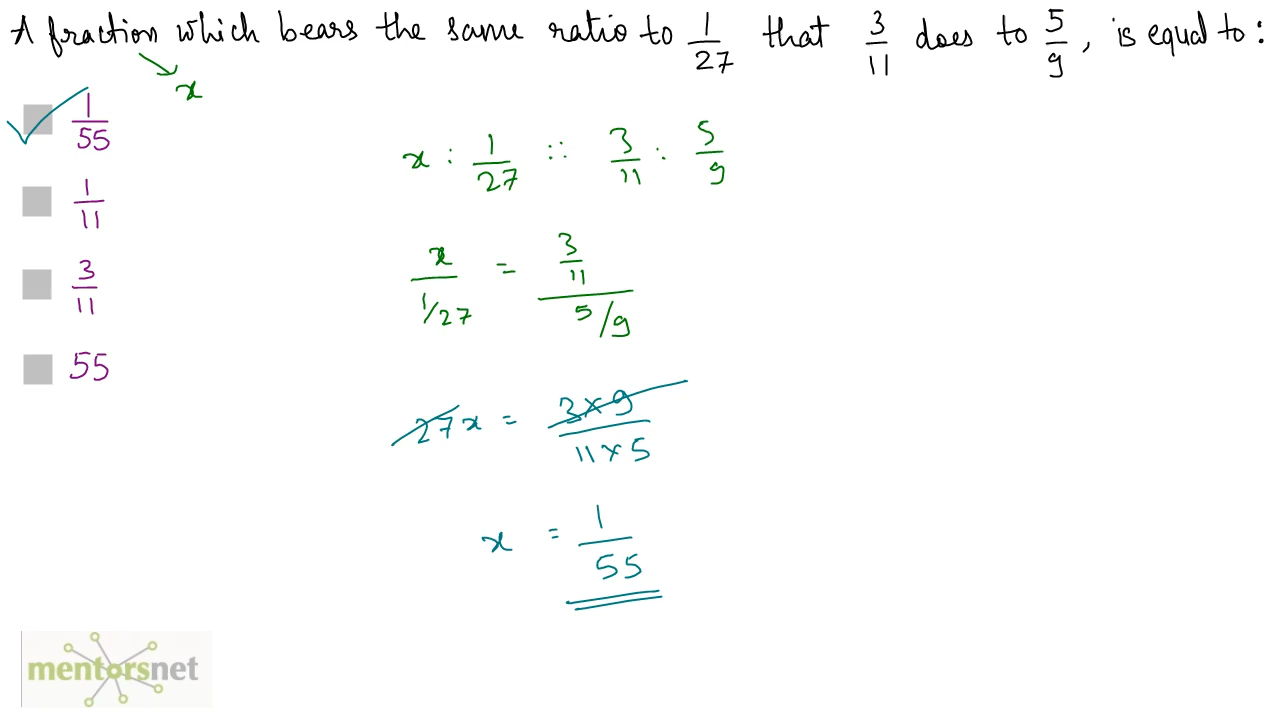 A fraction which bears the same ratio to 1/27 that 3/11 does to 5/9, is equal to:
x
1/55
1/11
3/11
55
x : 1/27 :: 3/11 : 5/9
x/(1/27) = (3/11)/(5/9)
27x = (3×9)/(11×5)
x = 1/55
mentorsnet